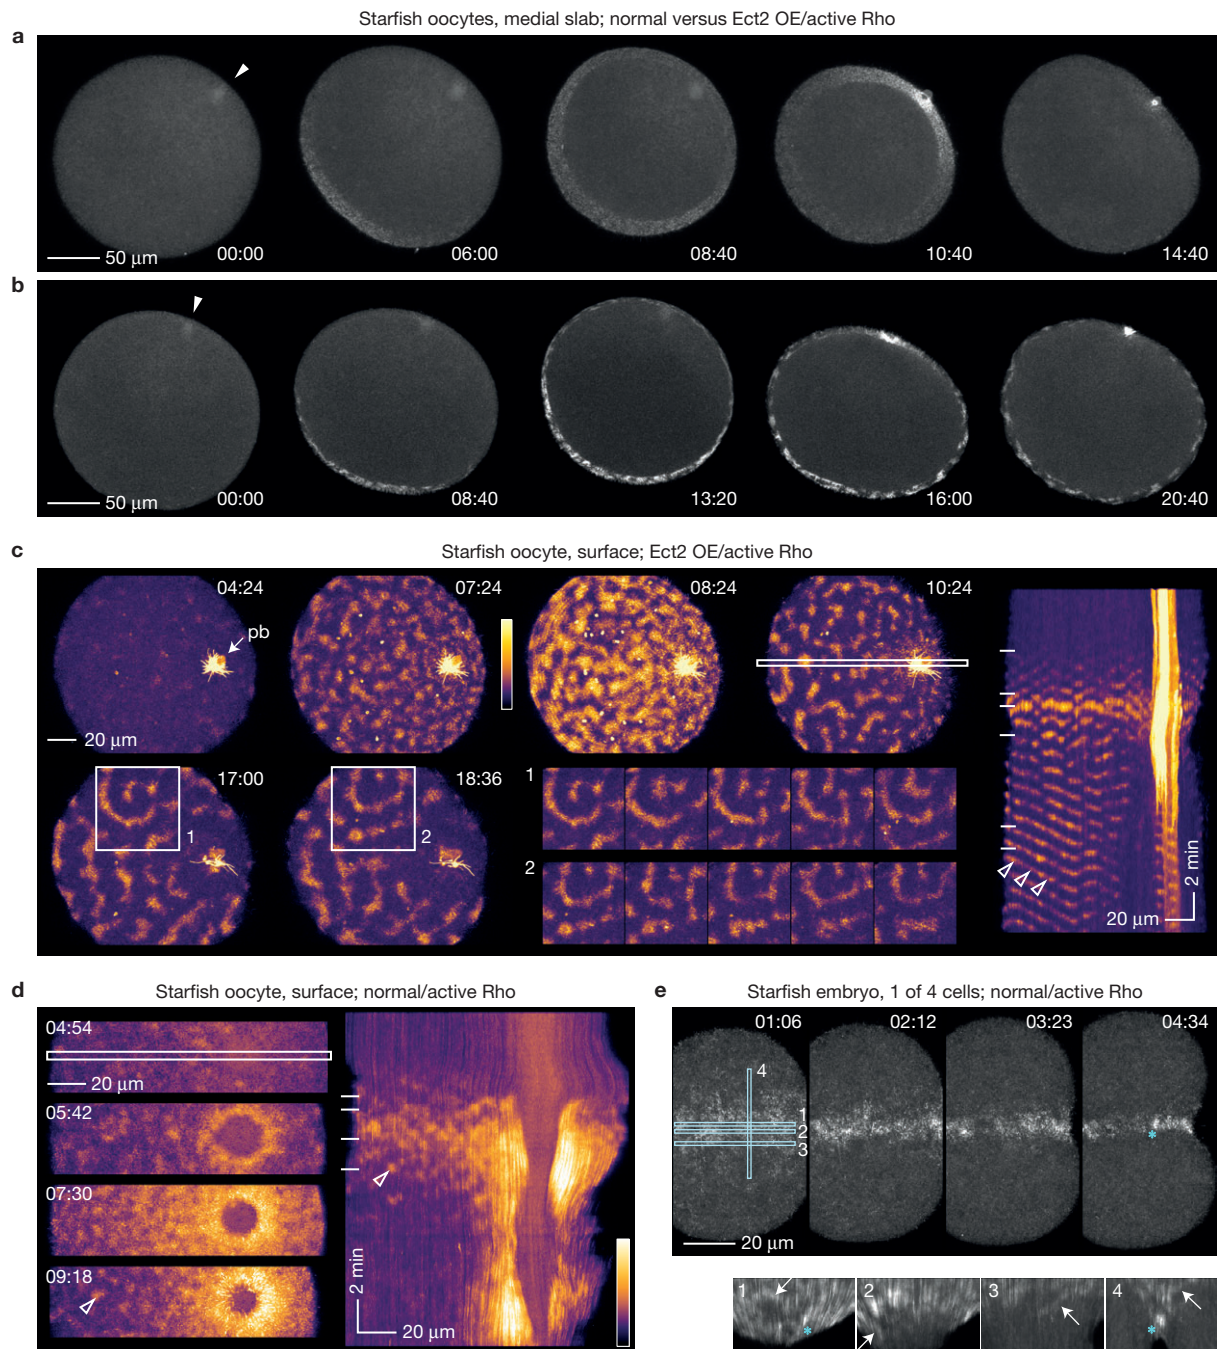 Starfish oocytes, medial slab; normal versus Ect2 OE/active Rho
a
50 µm
00:00
06:00
08:40
10:40
14:40
b
50 µm
00:00
08:40
13:20
16:00
20:40
c
Starfish oocyte, surface; Ect2 OE/active Rho
04:24
07:24
08:24
10:24
pb
20 µm
17:00
18:36
1
2
1
2
20 µm
2 min
d
Starfish oocyte, surface; normal/active Rho
04:54
20 µm
05:42
07:30
09:18
2 min
20 µm
e
Starfish embryo, 1 of 4 cells; normal/active Rho
01:06
02:12
03:23
04:34
4
1
2
3
*
20 µm
1
2
3
4
*
*